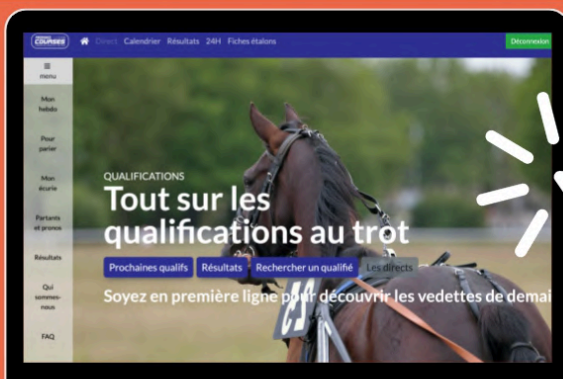 COURSES
Direct Calendrier Résultats 24H Fiches étalons
Déconnexion
menu
Mon
hebdo
Pour
parier
Mon
écurie
Partants
et pronos
Résultats
Qui
sommes-
nous
FAQ
QUALIFICATIONS
Tout sur les
qualifications au trot
Prochaines qualifs Résultats Rechercher un qualifié Les directs
Soyez en première ligne pour découvrir les vedettes de demai